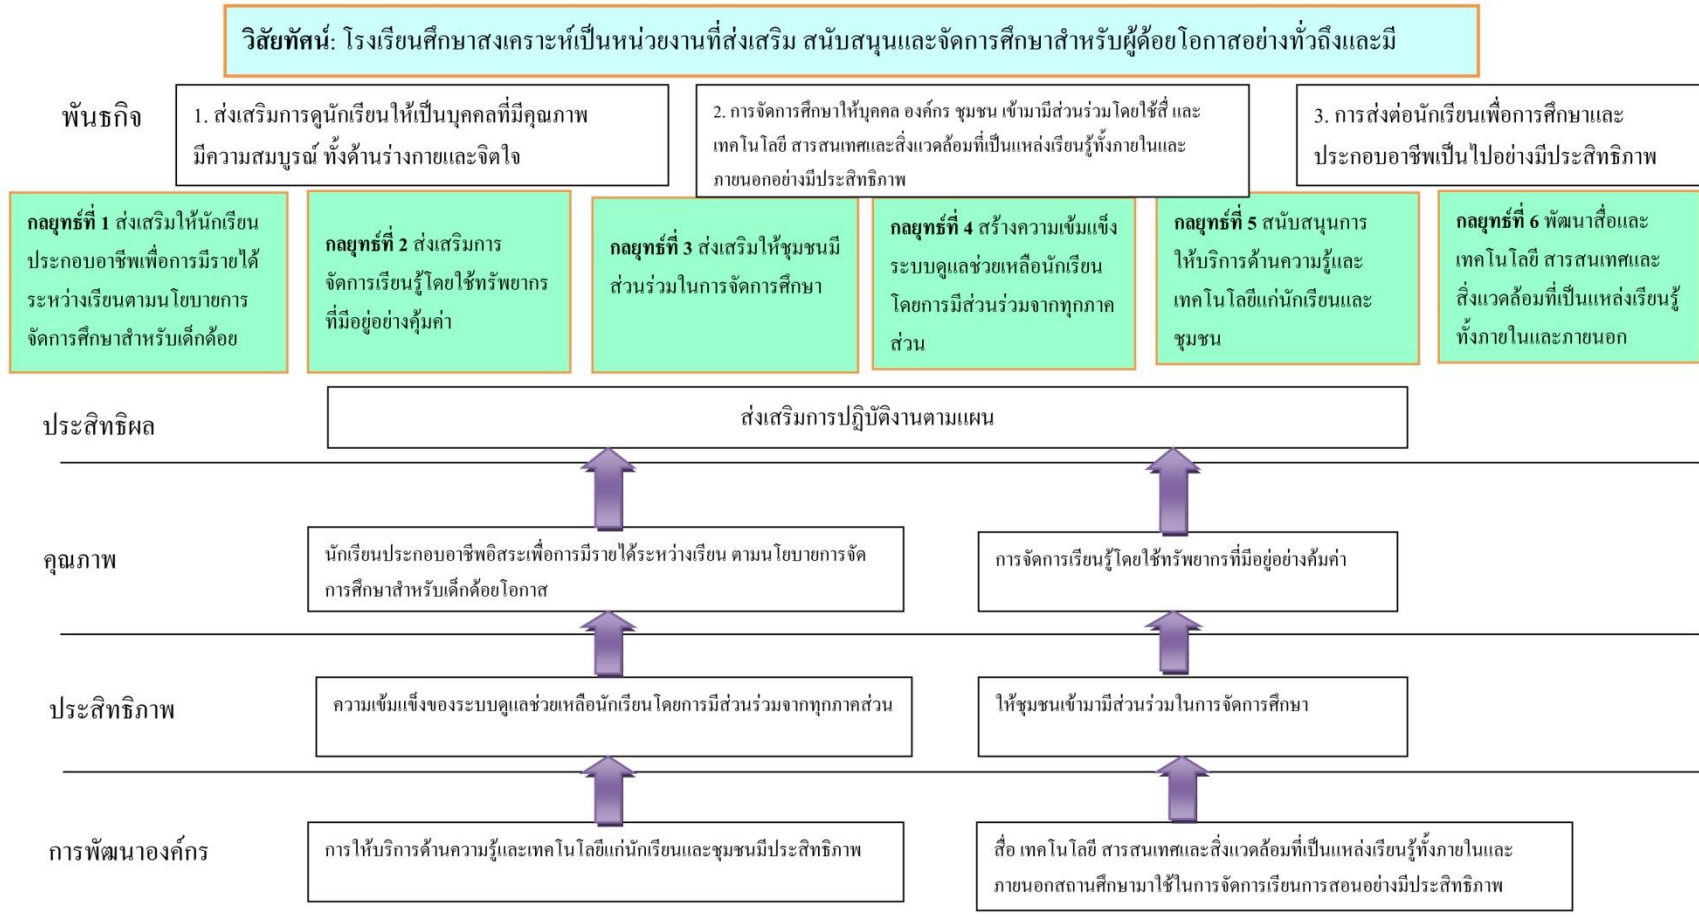 วิสัยทัศน์: โรงเรียนศึกษาสงเคราะห์เป็นหน่วยงานที่ส่งเสริม สนับสนุนและจัดการศึกษาสำหรับผู้ด้อยโอกาสอย่างทั่วถึงและมี
พันธกิจ
1. ส่งเสริมการดูนักเรียนให้เป็นบุคคลที่มีคุณภาพ
มีความสมบูรณ์ ทั้งด้านร่างกายและจิตใจ
2. การจัดการศึกษาให้บุคคล องค์กร ชุมชน เข้ามามีส่วนร่วมโดยใช้สื่ และ
เทคโนโลยี สารสนเทศและสิ่งแวดล้อมที่เป็นแหล่งเรียนรู้ทั้งภายในและ
ภายนอกอย่างมีประสิทธิภาพ
3. การส่งต่อนักเรียนเพื่อการศึกษาและ
ประกอบอาชีพเป็นไปอย่างมีประสิทธิภาพ
กลยุทธ์ที่ 1 ส่งเสริมให้นักเรียน
ประกอบอาชีพเพื่อการมีรายได้
ระหว่างเรียนตามนโยบายการ
จัดการศึกษาสำหรับเด็กด้อย
กลยุทธ์ที่ 2 ส่งเสริมการ
จัดการเรียนรู้โดยใช้ทรัพยากร
ที่มีอยู่อย่างคุ้มค่า
กลยุทธ์ที่ 3 ส่งเสริมให้ชุมชนมี
ส่วนร่วมในการจัดการศึกษา
กลยุทธ์ที่ 4 สร้างความเข้มแข็ง
ระบบดูแลช่วยเหลือนักเรียน
โดยการมีส่วนร่วมจากทุกภาค
ส่วน
กลยุทธ์ที่ 5 สนับสนุนการ
ให้บริการด้านความรู้และ
เทคโนโลยีแก่นักเรียนและ
ชุมชน
กลยุทธ์ที่ 6 พัฒนาสื่อและ
เทคโนโลยี สารสนเทศและ
สิ่งแวดล้อมที่เป็นแหล่งเรียนรู้
ทั้งภายในและภายนอก
ประสิทธิผล
ส่งเสริมการปฏิบัติงานตามแผน
คุณภาพ
นักเรียนประกอบอาชีพอิสระเพื่อการมีรายได้ระหว่างเรียน ตามนโยบายการจัด
การศึกษาสำหรับเด็กด้อยโอกาส
การจัดการเรียนรู้โดยใช้ทรัพยากรที่มีอยู่อย่างค้มค่า
ประสิทธิภาพ
ความเข้มแข็งของระบบดูแลช่วยเหลือนักเรียนโดยการมีส่วนร่วมจากทุกภาคส่วน
ให้ชุมชนเข้ามามีส่วนร่วมในการจัดการศึกษา
การพัฒนาองค์กร
การให้บริการด้านความรู้และเทคโนโลยีแก่นักเรียนและชุมชนมีประสิทธิภาพ
สื่อ เทคโนโลยี สารสนเทศและสิ่งแวดล้อมที่เป็นแหล่งเรียนรู้ทั้งภายในและ
ภายนอกสถานศึกษามาใช้ในการจัดการเรียนการสอนอย่างมีประสิทธิภาพ